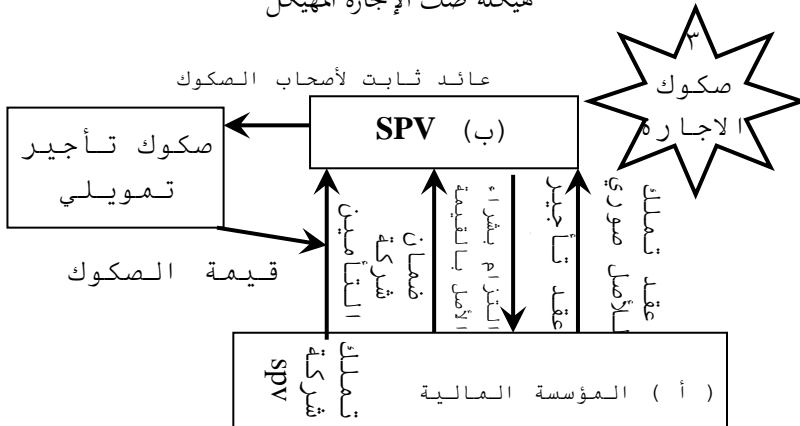 هيكلة صك الإجارة المهيكل
٣
صكوك
الاجارة
عائد ثابت لأصحاب الصكوك
(ب) SPV
صكوك تأجير
تمويلي
قيمة الصكوك
عقد تملك
للأصل صوري
عقد تأجير
التزام بشراء
الأصل بالقيمة
ضمان
شركة
التأمين
تملك
شركة
spv
( أ ) المؤسسة المالية